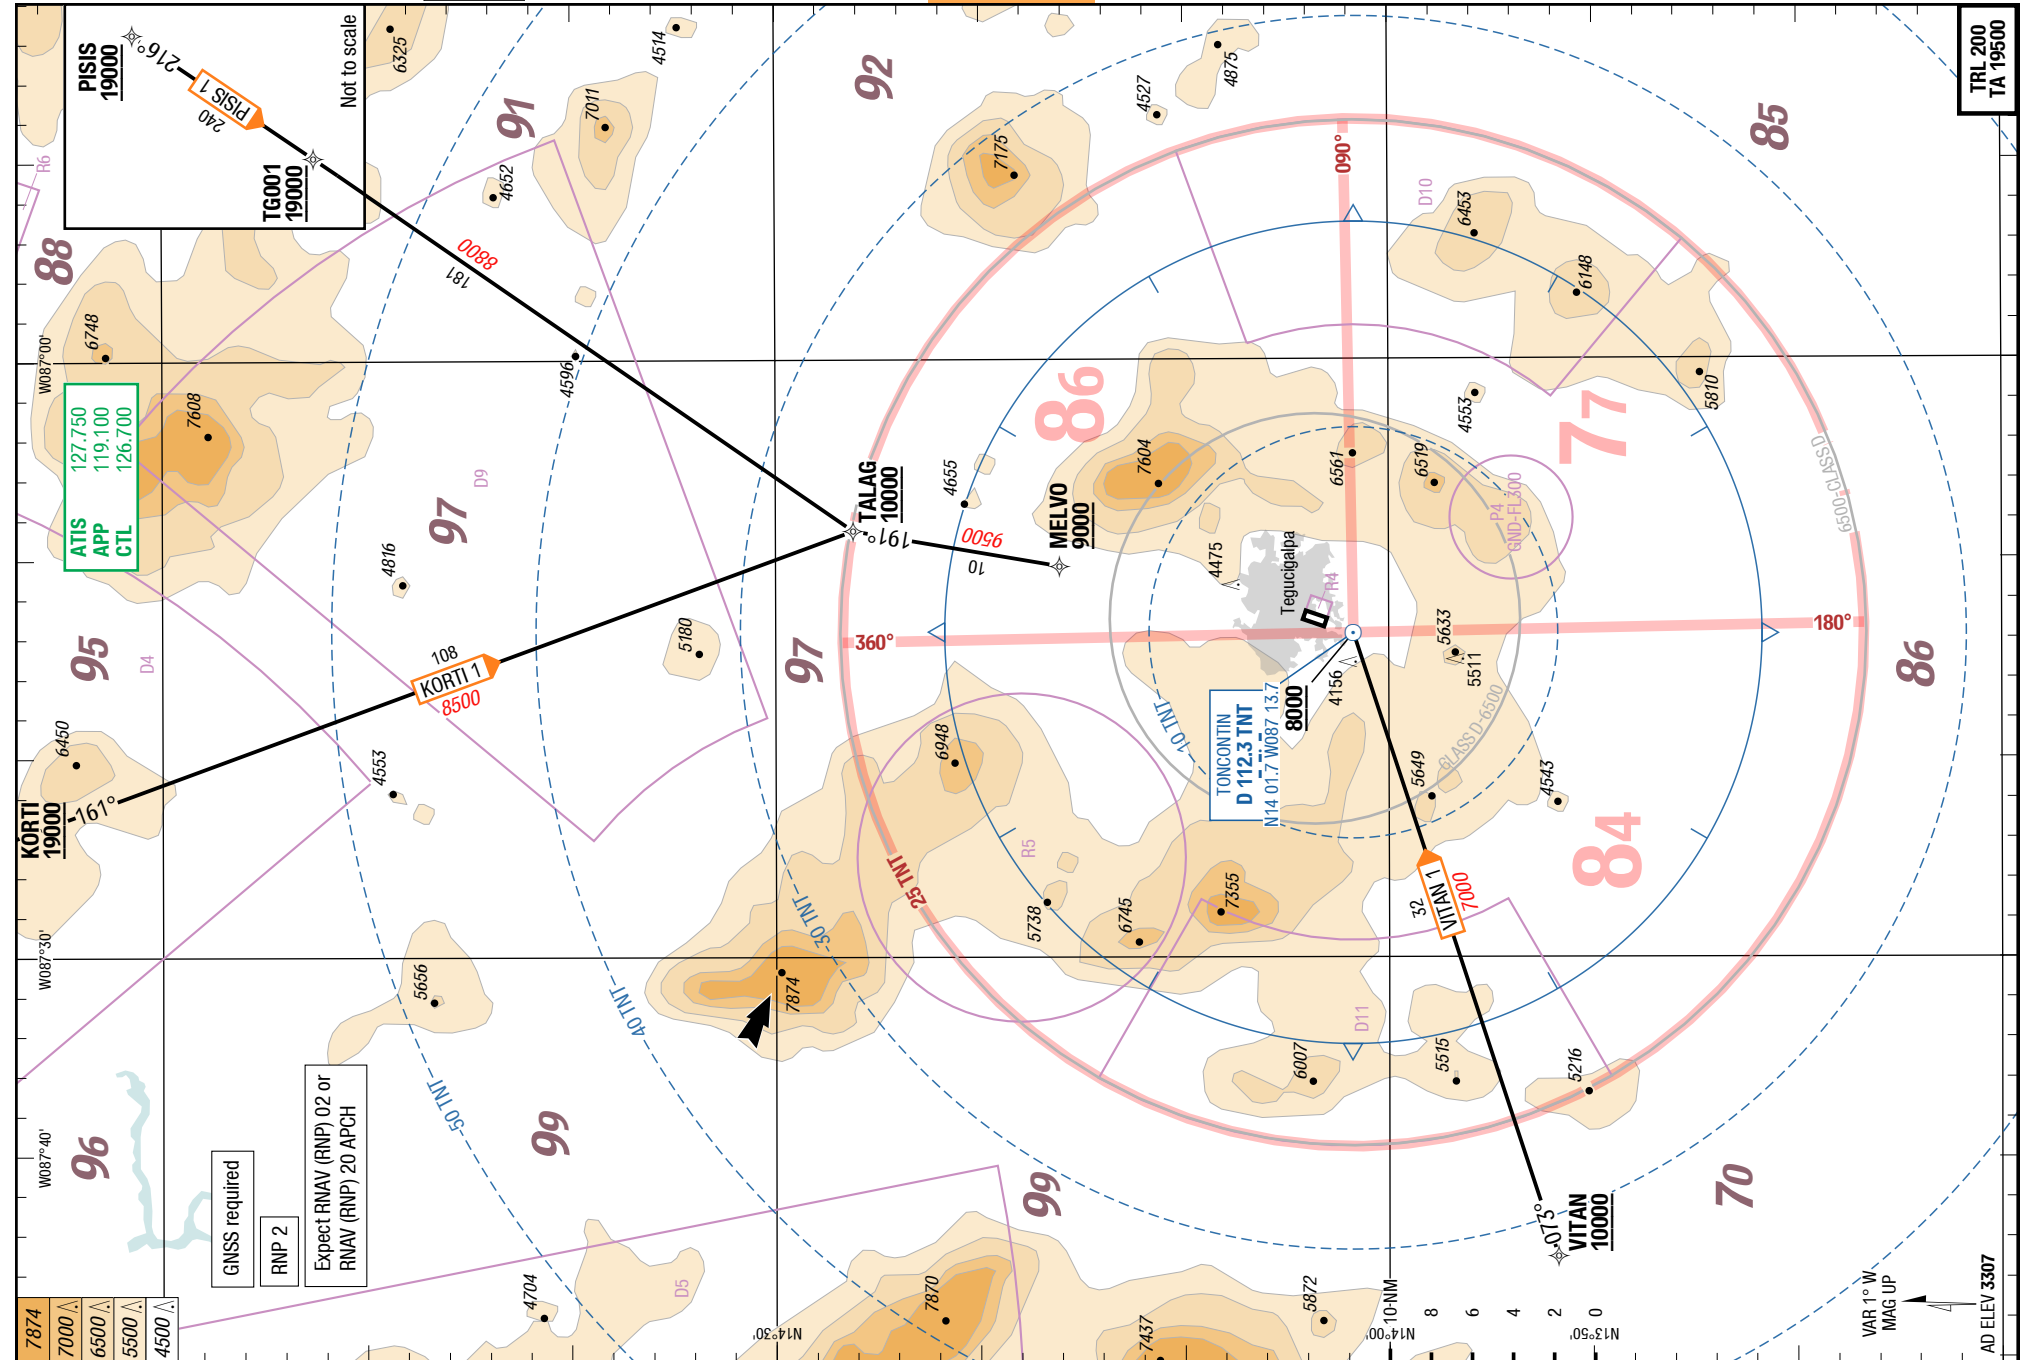 PISIS
19000
216°
PISIS 1
240
TG001
19000
Not to scale
6325
4514
7011
91
4652
92
4527
4875
7175
85
TRL 200
TA 19500
R6
88
6748
W087°00'
ATIS 127.750
APP 119.100
CTL 126.700
7608
8800
181
4596
97
D9
4816
TALAG
10000
191°
9500
10
MELVO
9000
4655
86
7604
090°
D10
6453
6148
5810
4553
77
6561
6519
P4
GND-FL300
6500-CLASS D
4475
Tegucigalpa
R4
95
D4
KORTI
19000
161°
6450
108
KORTI 1
8500
5180
97
360°
180°
86
4553
6948
10 TNT
TONCONTIN
D 112.3 TNT
N14 01.7 W087 13.7
8000
4156
5633
5511
CLASS D-6500
5649
4543
84
VITAN 1
32
7000
25 TNT
R5
5738
6745
7355
30 TNT
7874
W087°30'
5656
40 TNT
50 TNT
D11
6007
5515
5216
W087°40'
96
99
99
70
073°
VITAN
10000
GNSS required
RNP 2
Expect RNAV (RNP) 02 or
RNAV (RNP) 20 APCH
D5
4704
7870
7437
5872
N14°30'
N14°00'
N13°50'
10-NM
8
6
4
2
0
VAR 1° W
MAG UP
AD ELEV 3307
7874
7000
6500
5500
4500